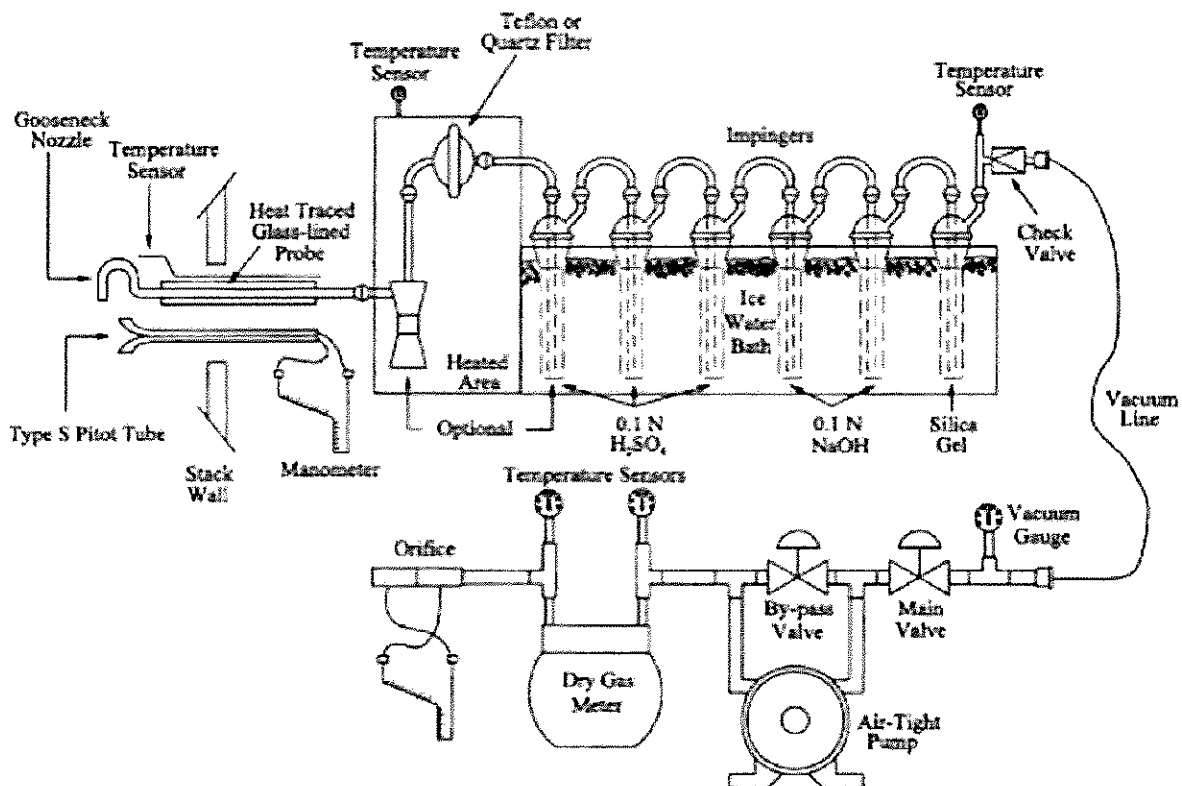 Teflon or
Quartz Filter
Temperature
Sensor
Temperature
Sensor
Gooseneck
Nozzle
Temperature
Sensor
Impingers
Heat Traced
Glass-lined
Probe
Check
Valve
Ice
Water
Bath
Heated
Area
Type S Pitot Tube
Optional
0.1 N
H₂SO₄
0.1 N
NaOH
Silica
Gel
Vacuum
Line
Stack
Wall
Manometer
Temperature Sensors
Vacuum
Gauge
Orifice
By-pass
Valve
Main
Valve
Dry Gas
Meter
Air-Tight
Pump